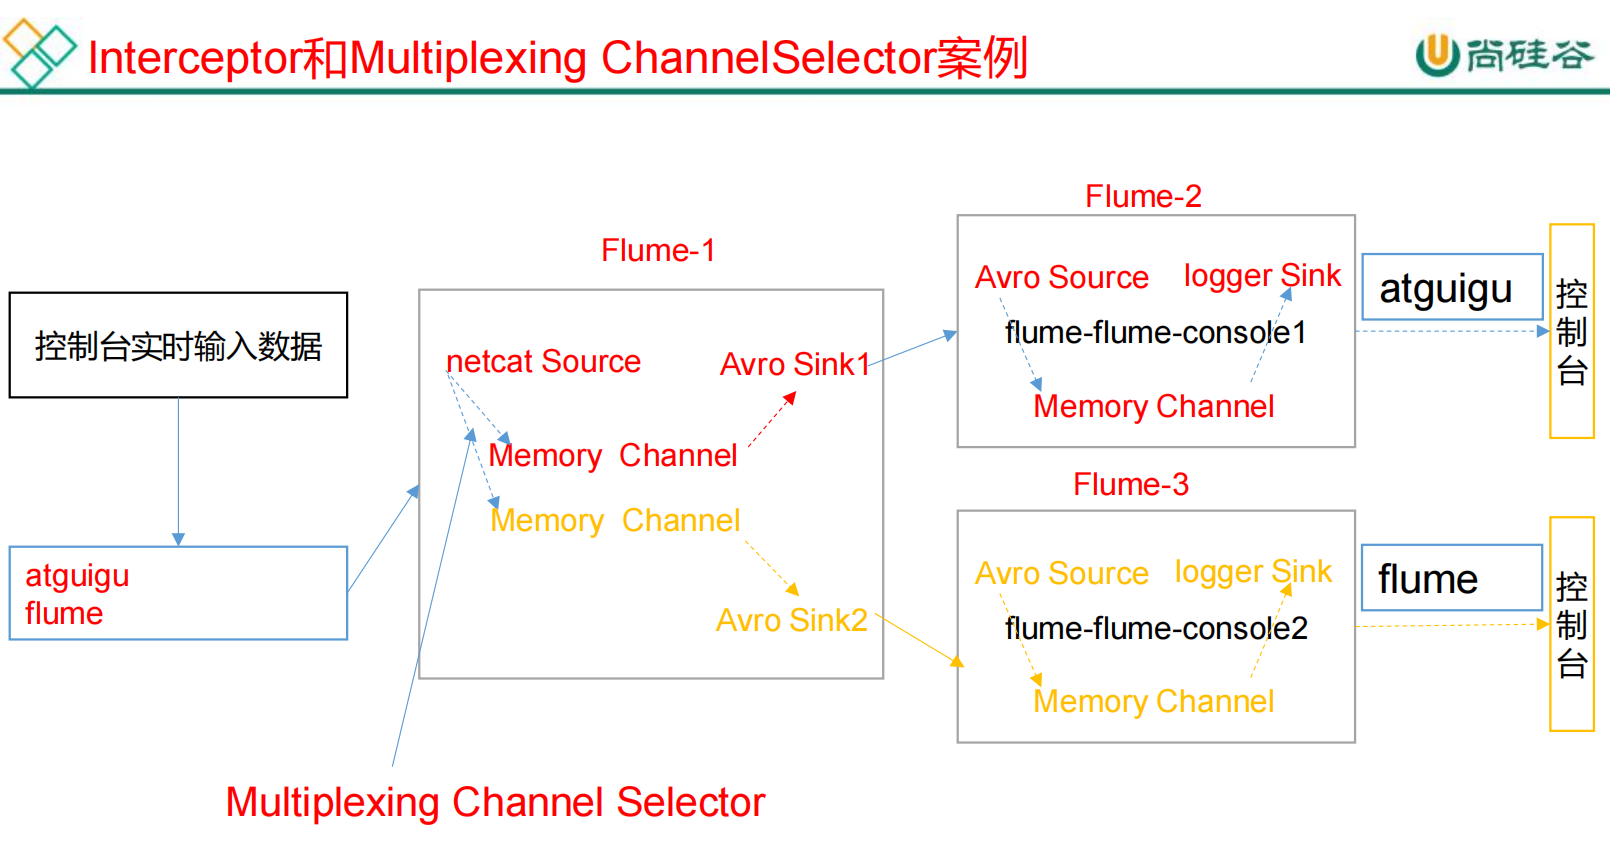 Interceptor和Multiplexing ChannelSelector案例
尚硅谷
控制台实时输入数据
atguigu
flume
Flume-1
netcat Source
Avro Sink1
Memory Channel
Memory Channel
Avro Sink2
Multiplexing Channel Selector
Flume-2
Avro Source
logger Sink
flume-flume-console1
Memory Channel
atguigu
控
制
台
Flume-3
Avro Source
logger Sink
flume-flume-console2
Memory Channel
flume
控
制
台